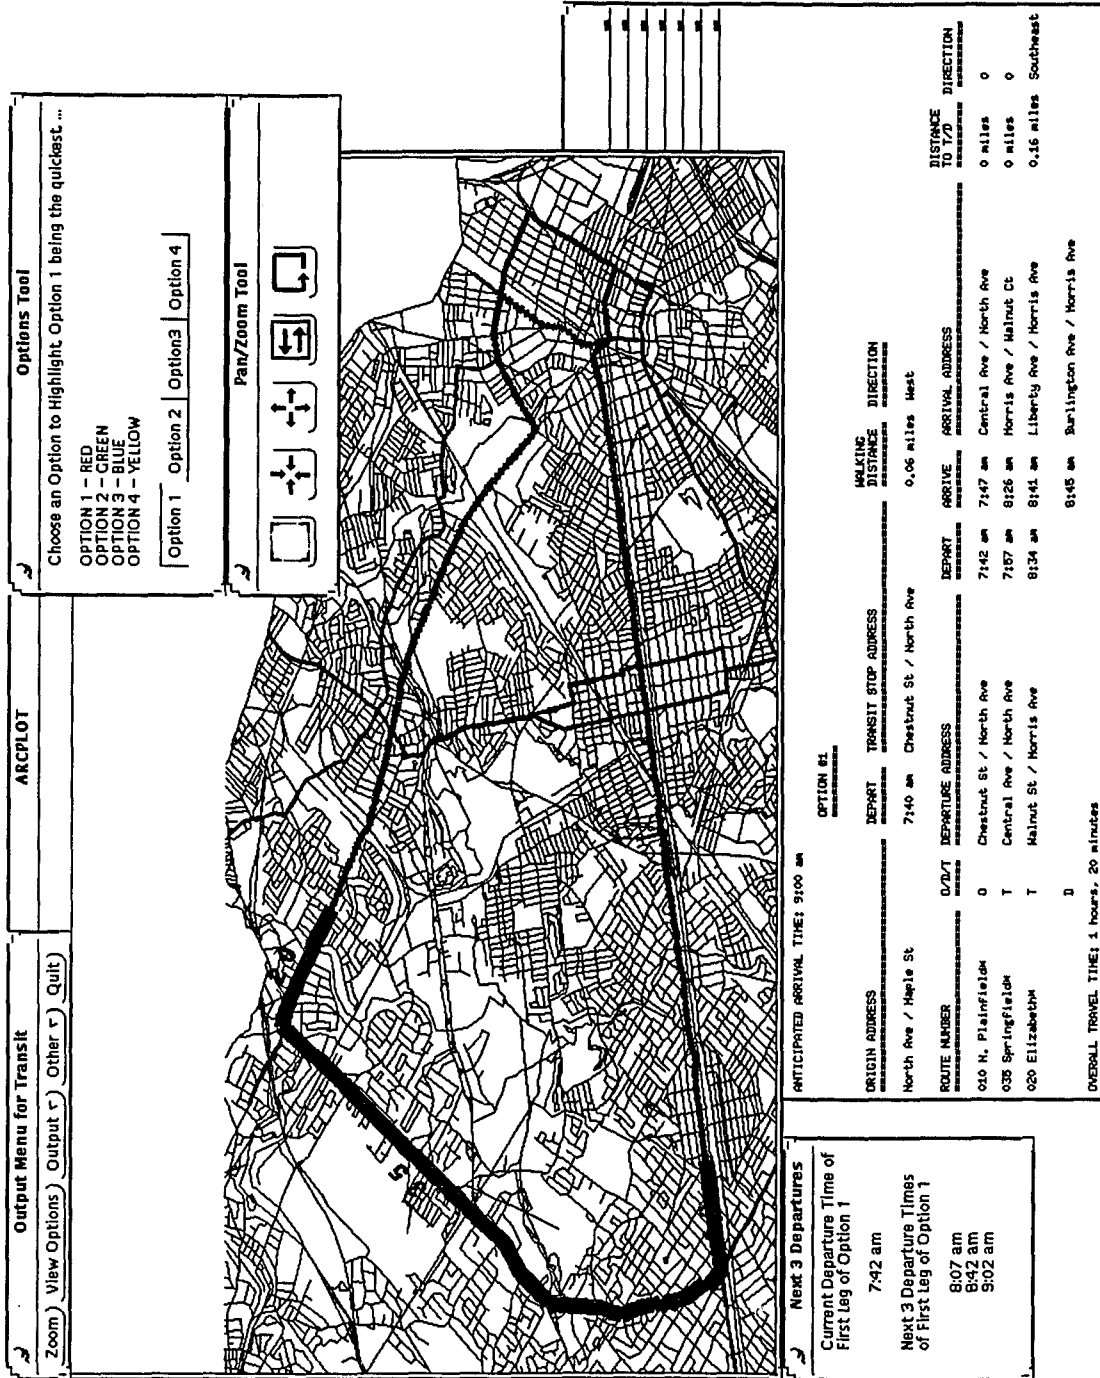 Output Menu for Transit
Zoom View Options Output Other Quit
ARCPLOT
Options Tool
Choose an Option to Highlight, Option 1 being the quickest ...
OPTION 1 - RED
OPTION 2 - GREEN
OPTION 3 - BLUE
OPTION 4 - YELLOW
Option 1 Option 2 Option3 Option 4
Pan/Zoom Tool
5
Next 3 Departures
Current Departure Time of
First Leg of Option 1
7:42 am
Next 3 Departure Times
of First Leg of Option 1
8:07 am
8:42 am
9:02 am
ANTICIPATED ARRIVAL TIME: 9:00 am
OPTION #1
ORIGIN ADDRESS DEPART TRANSIT STOP ADDRESS WALKING DISTANCE DIRECTION
North Ave / Maple St 7:40 am Chestnut St / North Ave 0.06 miles West
ROUTE NUMBER O/D/T DEPARTURE ADDRESS DEPART ARRIVE ARRIVAL ADDRESS DISTANCE TO T/D DIRECTION
010 N. PlainfieldW O Chestnut St / North Ave 7:42 am 7:47 am Central Ave / North Ave 0 miles 0
035 SpringfieldW T Central Ave / North Ave 7:57 am 8:26 am Morris Ave / Walnut Ct 0 miles 0
020 ElizabethW T Walnut St / Morris Ave 8:34 am 8:41 am Liberty Ave / Morris Ave 0.16 miles Southeast
D 8:45 am Burlington Ave / Morris Ave
OVERALL TRAVEL TIME: 1 hours, 20 minutes